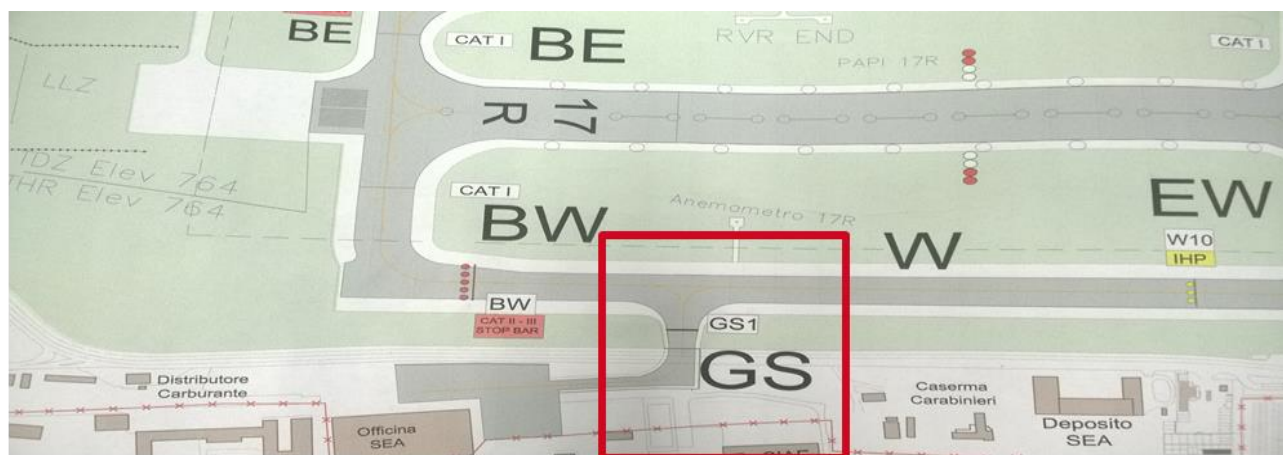 BE
CAT I
BE
RVR END
CAT I
PAPI 17R
LLZ
17
R
TDZ Elev 764
THR Elev 764
CAT I
BW
Anemometro 17R
W
EW
W10
IHP
BW
CAT II - III
STOP BAR
GS1
GS
Distributore
Carburante
Officina
SEA
Caserma
Carabinieri
Deposito
SEA